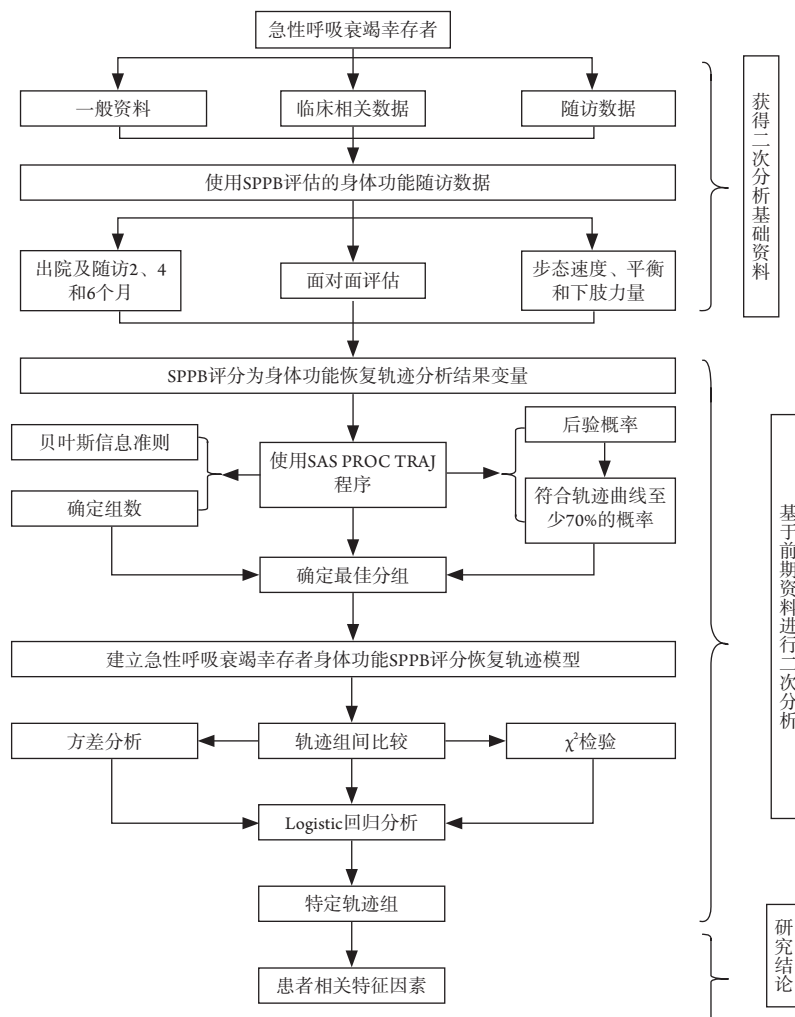 急性呼吸衰竭幸存者
一般资料
临床相关数据
随访数据
使用SPPB评估的身体功能随访数据
出院及随访2、4
和6个月
面对面评估
步态速度、平衡
和下肢力量
获得二次分析基础资料
SPPB评分为身体功能恢复轨迹分析结果变量
贝叶斯信息准则
确定组数
使用SAS PROC TRAJ
程序
后验概率
符合轨迹曲线至
少70%的概率
确定最佳分组
建立急性呼吸衰竭幸存者身体功能SPPB评分恢复轨迹模型
方差分析
轨迹组间比较
χ²检验
Logistic回归分析
特定轨迹组
基于前期资料进行二次分析
患者相关特征因素
研究结论